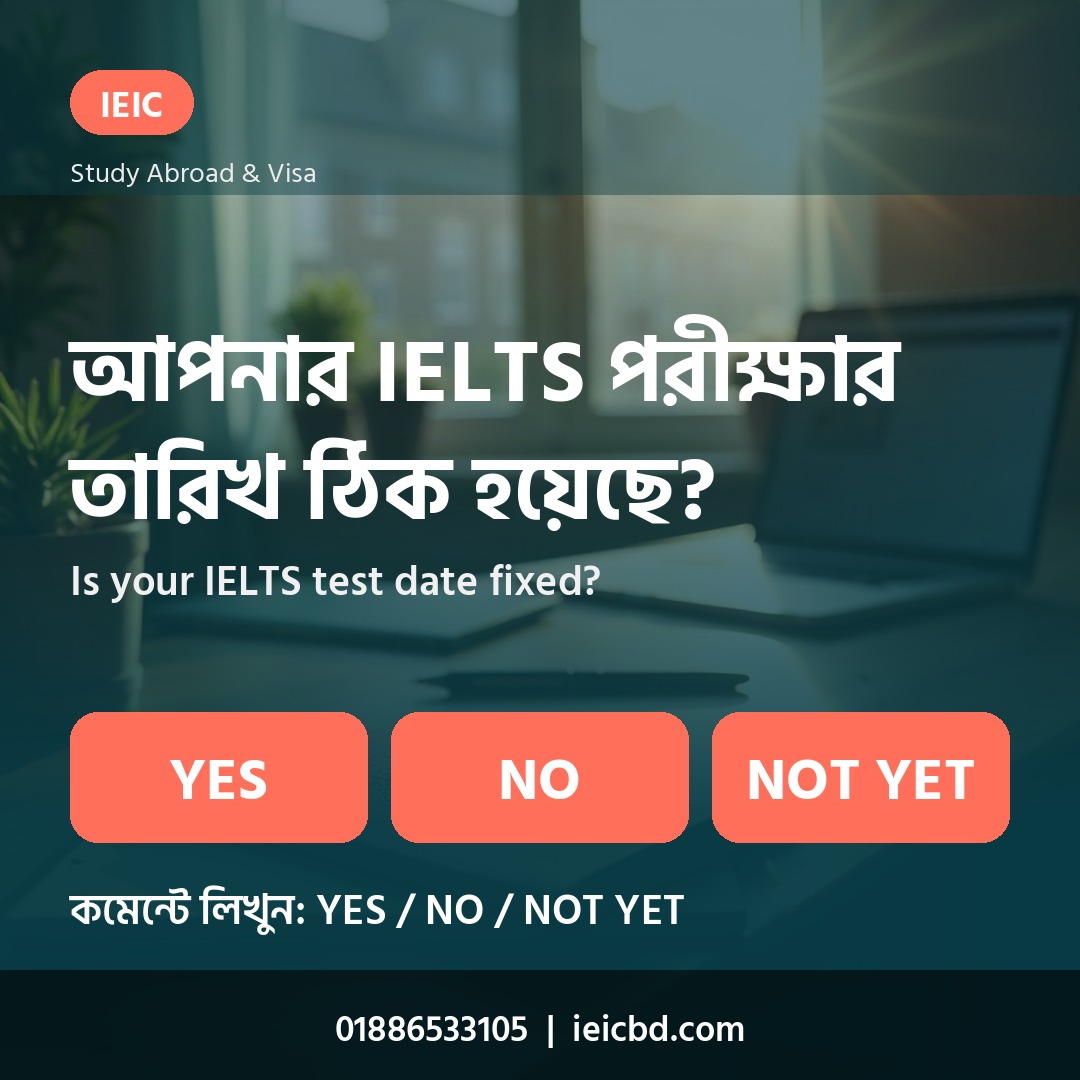 IEIC
Study Abroad & Visa
আপনার IELTS পরীক্ষার
তারিখ ঠিক হয়েছে?
Is your IELTS test date fixed?
YES
NO
NOT YET
কমেন্টে লিখুন: YES / NO / NOT YET
01886533105 | ieicbd.com